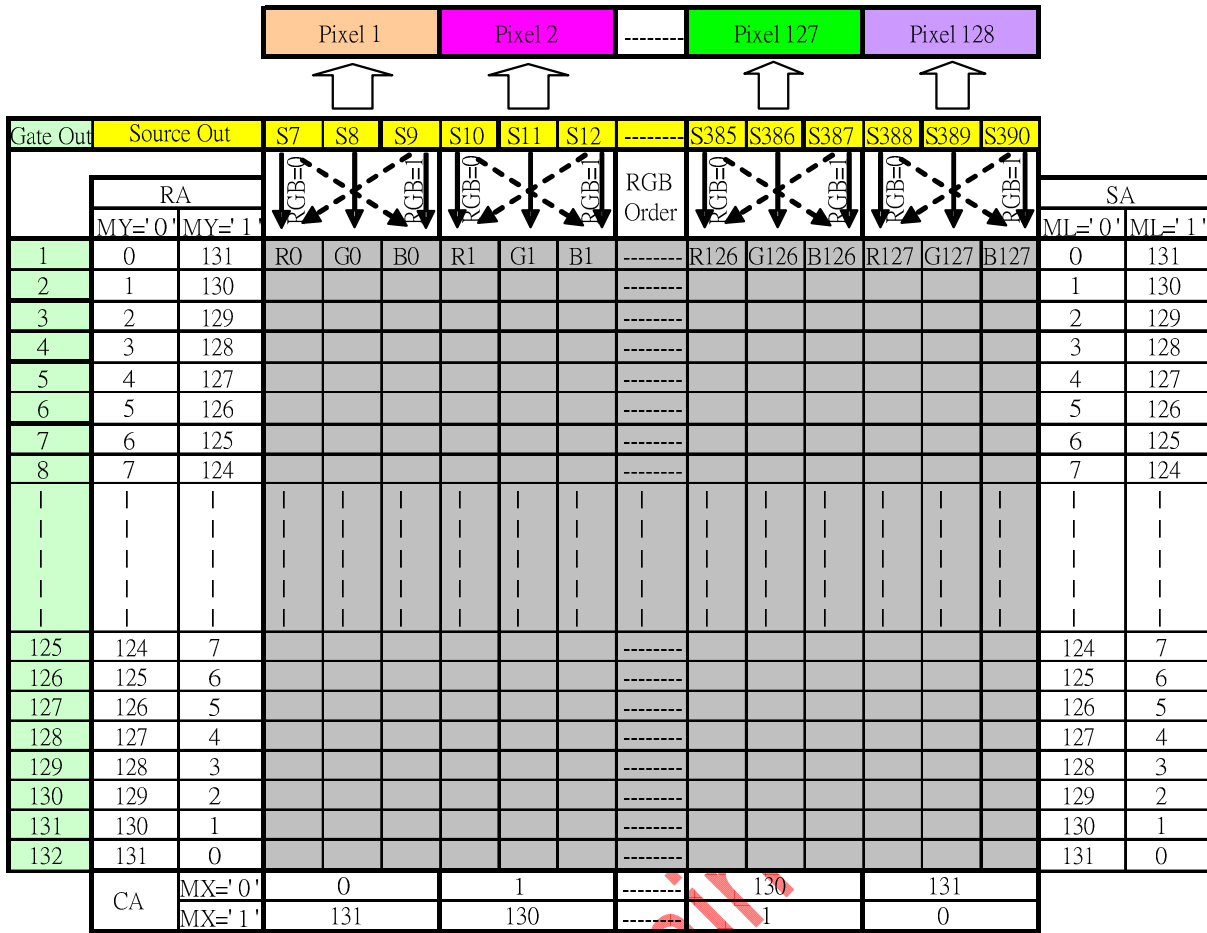 Pixel 1 Pixel 2 -------- Pixel 127 Pixel 128
Gate Out Source Out S7 S8 S9 S10 S11 S12 -------- S385 S386 S387 S388 S389 S390
RGB=0 RGB=1 RGB=0 RGB=1 RGB Order RGB=0 RGB=1 RGB=0 RGB=1
RA SA
MY='0' MY='1' ML='0' ML='1'
1 0 131 R0 G0 B0 R1 G1 B1 -------- R126 G126 B126 R127 G127 B127 0 131
2 1 130 -------- 1 130
3 2 129 -------- 2 129
4 3 128 -------- 3 128
5 4 127 -------- 4 127
6 5 126 -------- 5 126
7 6 125 -------- 6 125
8 7 124 -------- 7 124
125 124 7 -------- 124 7
126 125 6 -------- 125 6
127 126 5 -------- 126 5
128 127 4 -------- 127 4
129 128 3 -------- 128 3
130 129 2 -------- 129 2
131 130 1 -------- 130 1
132 131 0 -------- 131 0
CA MX='0' 0 1 -------- 130 131
MX='1' 131 130 -------- 1 0